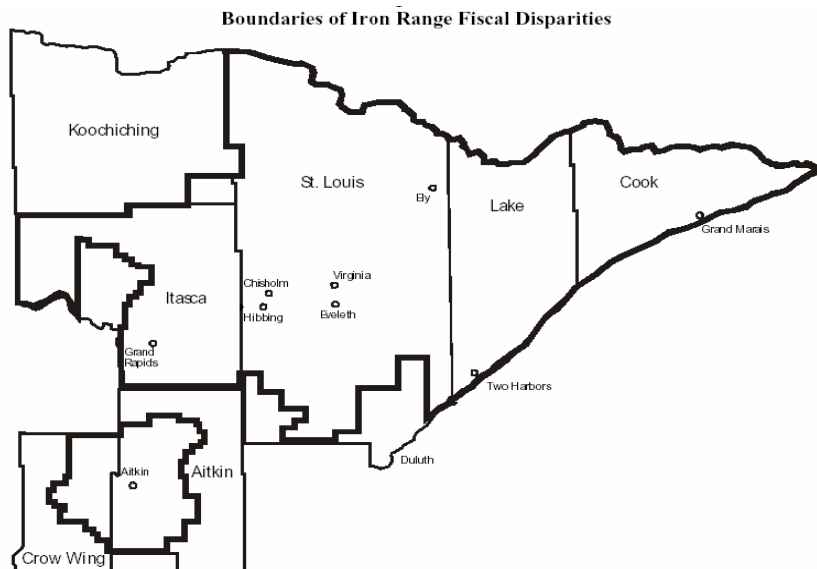 Boundaries of Iron Range Fiscal Disparities
Koochiching
St. Louis
Cook
Ely
Lake
Grand Marais
Chisholm
Virginia
Itasca
Hibbing
Eveleth
Grand
Rapids
Two Harbors
Duluth
Aitkin
Aitkin
Crow Wing